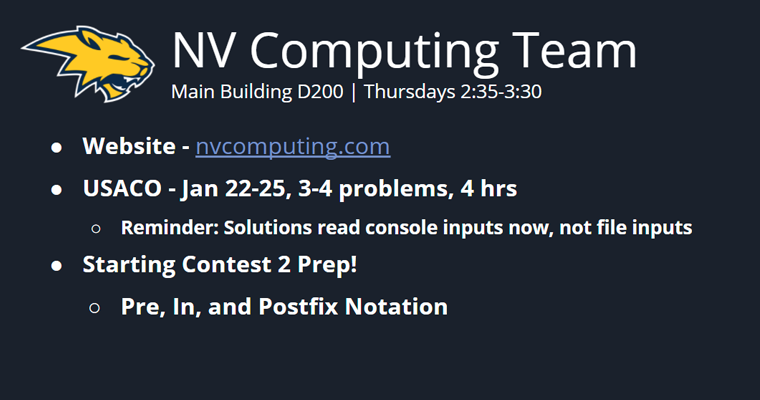 NV Computing Team
Main Building D200 | Thursdays 2:35-3:30
● Website - nvcomputing.com
● USACO - Jan 22-25, 3-4 problems, 4 hrs
○ Reminder: Solutions read console inputs now, not file inputs
● Starting Contest 2 Prep!
○ Pre, In, and Postfix Notation